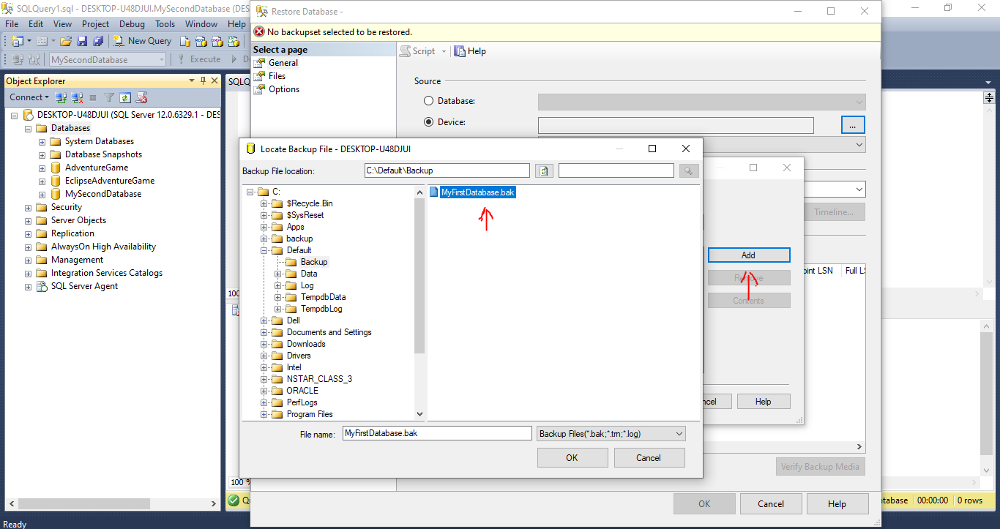 SQLQuery1.sql - DESKTOP-U48DJUI.MySecondDatabase (DES
File Edit View Project Debug Tools Window Help
New Query
MySecondDatabase
Execute
Object Explorer
Connect
DESKTOP-U48DJUI (SQL Server 12.0.6329.1 - DES
Databases
System Databases
Database Snapshots
AdventureGame
EclipseAdventureGame
MySecondDatabase
Security
Server Objects
Replication
AlwaysOn High Availability
Management
Integration Services Catalogs
SQL Server Agent
Ready
SQLQ
100
100 %
Restore Database -
No backupset selected to be restored.
Select a page
General
Files
Options
Script
Help
Source
Database:
Device:
...
Timeline...
Add
Remove
Contents
oint LSN Full LS
ncel
Help
Verify Backup Media
OK
Cancel
Help
Locate Backup File - DESKTOP-U48DJUI
Backup File location:
C:\Default\Backup
C:
$Recycle.Bin
$SysReset
Apps
backup
Default
Backup
Data
Log
TempdbData
TempdbLog
Dell
Documents and Settings
Downloads
Drivers
Intel
NSTAR_CLASS_3
ORACLE
PerfLogs
Program Files
MyFirstDatabase.bak
File name:
MyFirstDatabase.bak
Backup Files(*.bak;*.trn;*.log)
OK
Cancel
tabase 00:00:00 0 rows